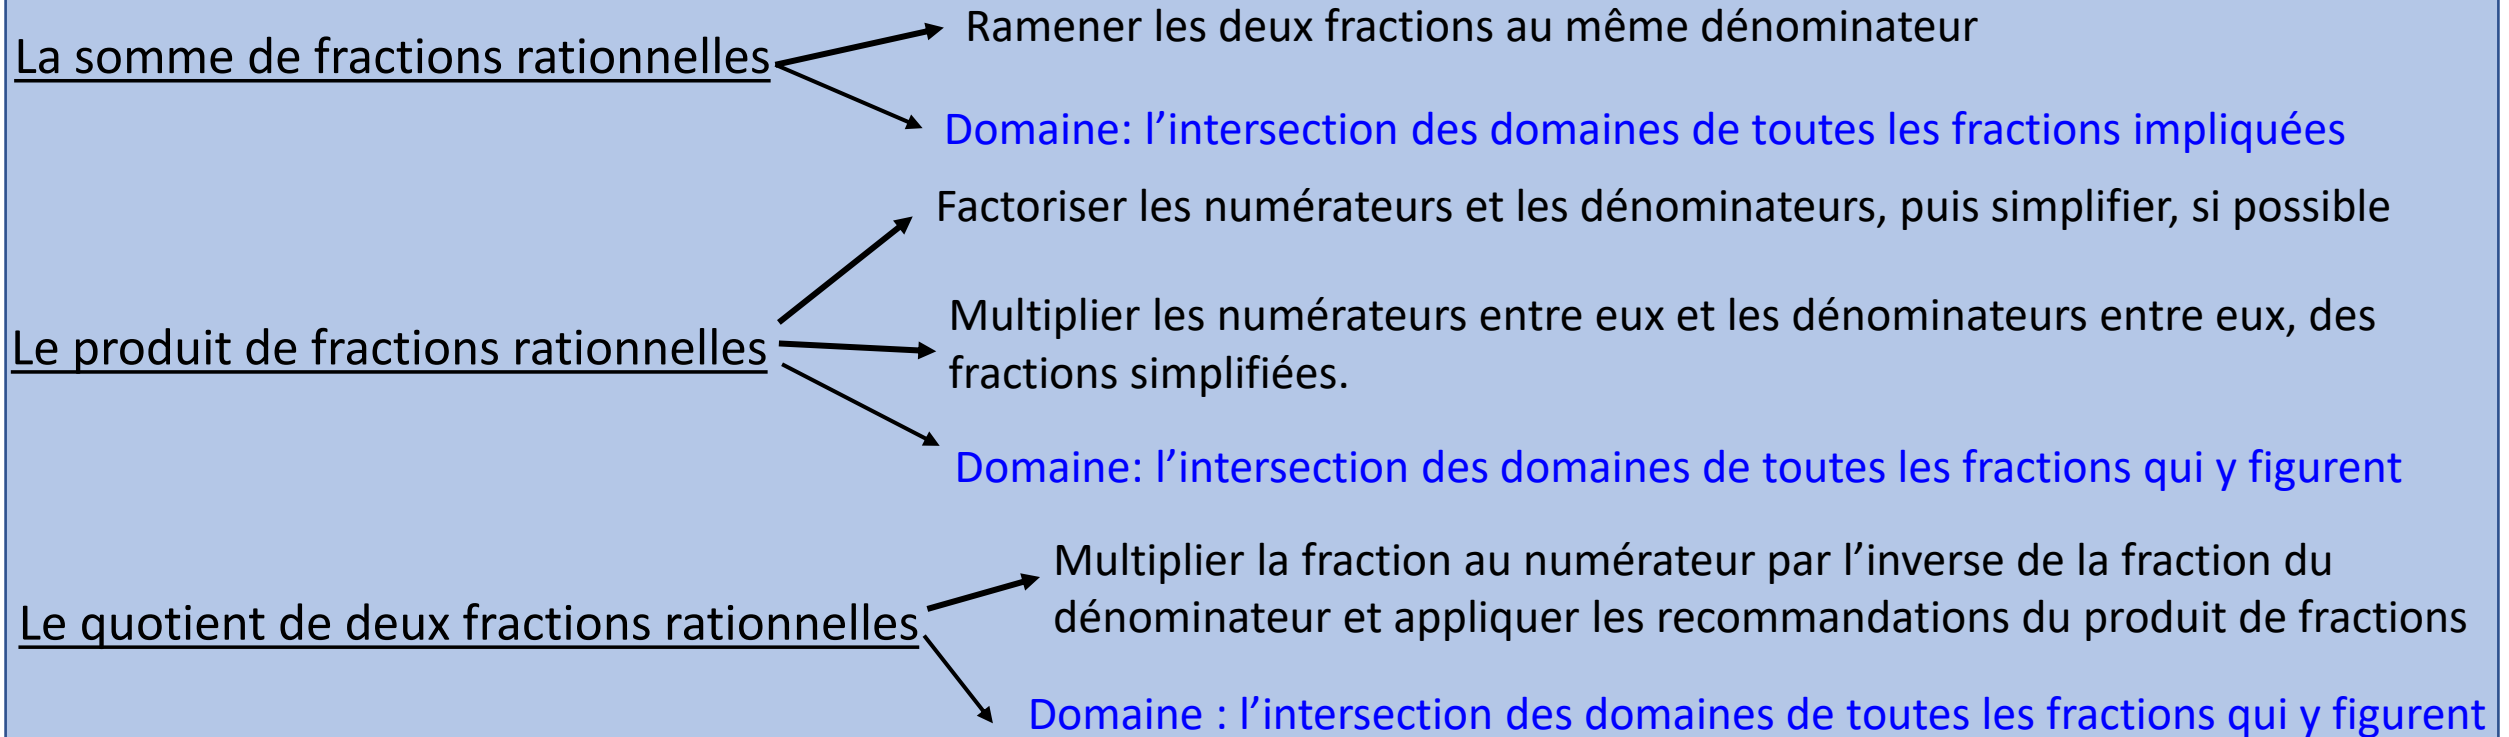 La somme de fractions rationnelles
Ramener les deux fractions au même dénominateur
Domaine: l’intersection des domaines de toutes les fractions impliquées
Le produit de fractions rationnelles
Factoriser les numérateurs et les dénominateurs, puis simplifier, si possible
Multiplier les numérateurs entre eux et les dénominateurs entre eux, des
fractions simplifiées.
Domaine: l’intersection des domaines de toutes les fractions qui y figurent
Le quotient de deux fractions rationnelles
Multiplier la fraction au numérateur par l’inverse de la fraction du
dénominateur et appliquer les recommandations du produit de fractions
Domaine : l’intersection des domaines de toutes les fractions qui y figurent